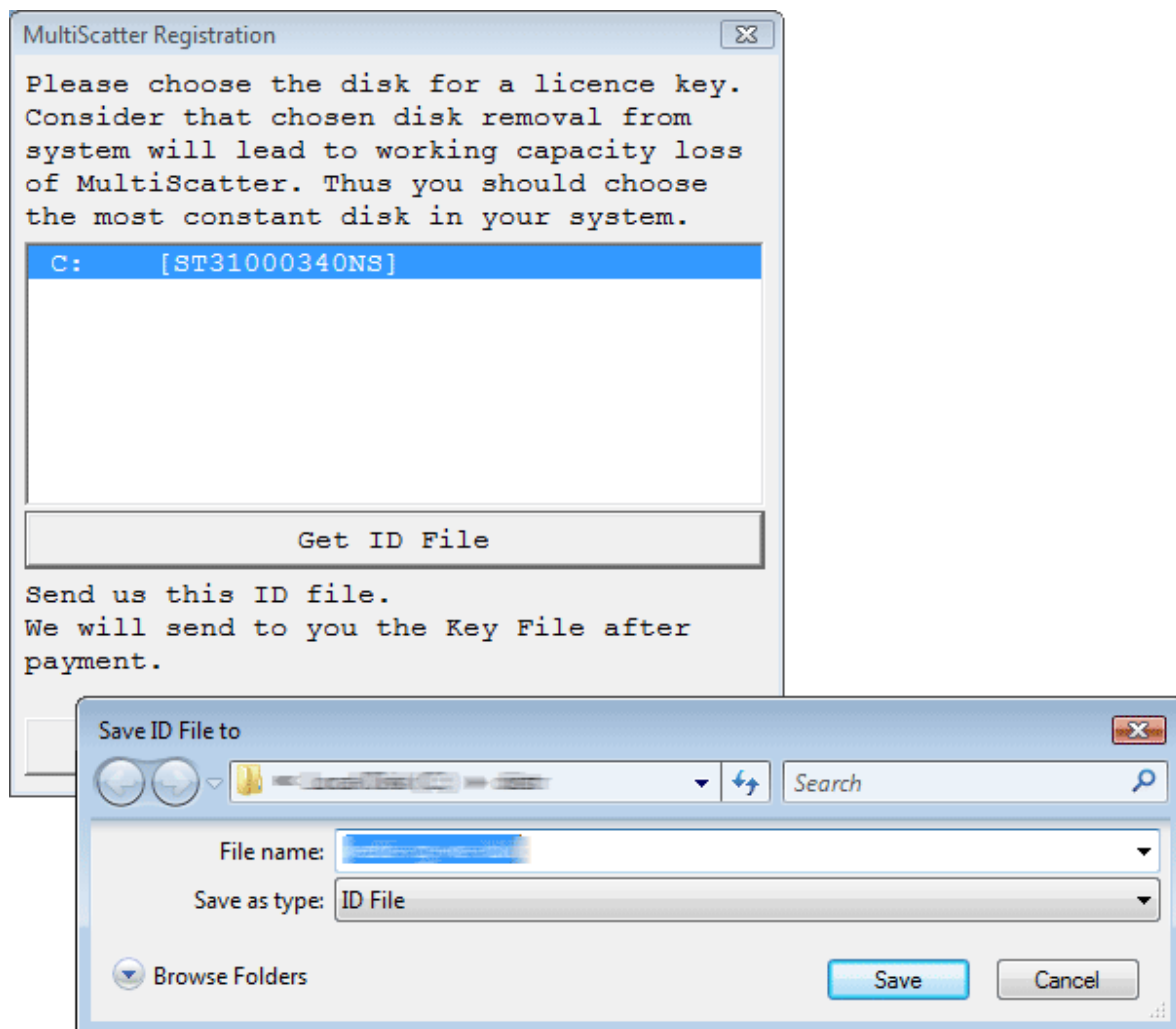 MultiScatter Registration
Please choose the disk for a licence key.
Consider that chosen disk removal from
system will lead to working capacity loss
of MultiScatter. Thus you should choose
the most constant disk in your system.
C: [ST31000340NS]
Get ID File
Send us this ID file.
We will send to you the Key File after
payment.
Save ID File to
Search
File name:
Save as type: ID File
Browse Folders
Save Cancel